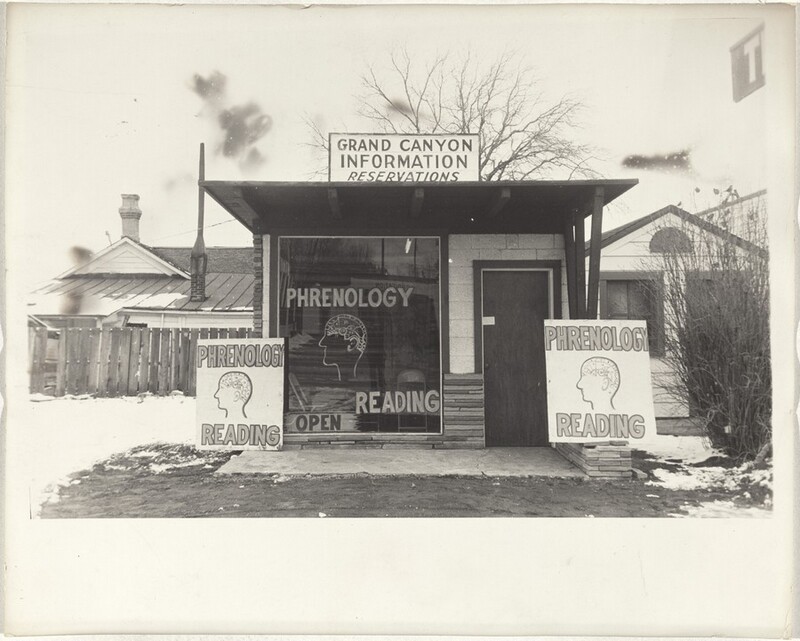 GRAND CANYON
INFORMATION
RESERVATIONS
PHRENOLOGY
READING
OPEN
PHRENOLOGY
READING
PHRENOLOGY
READING
T